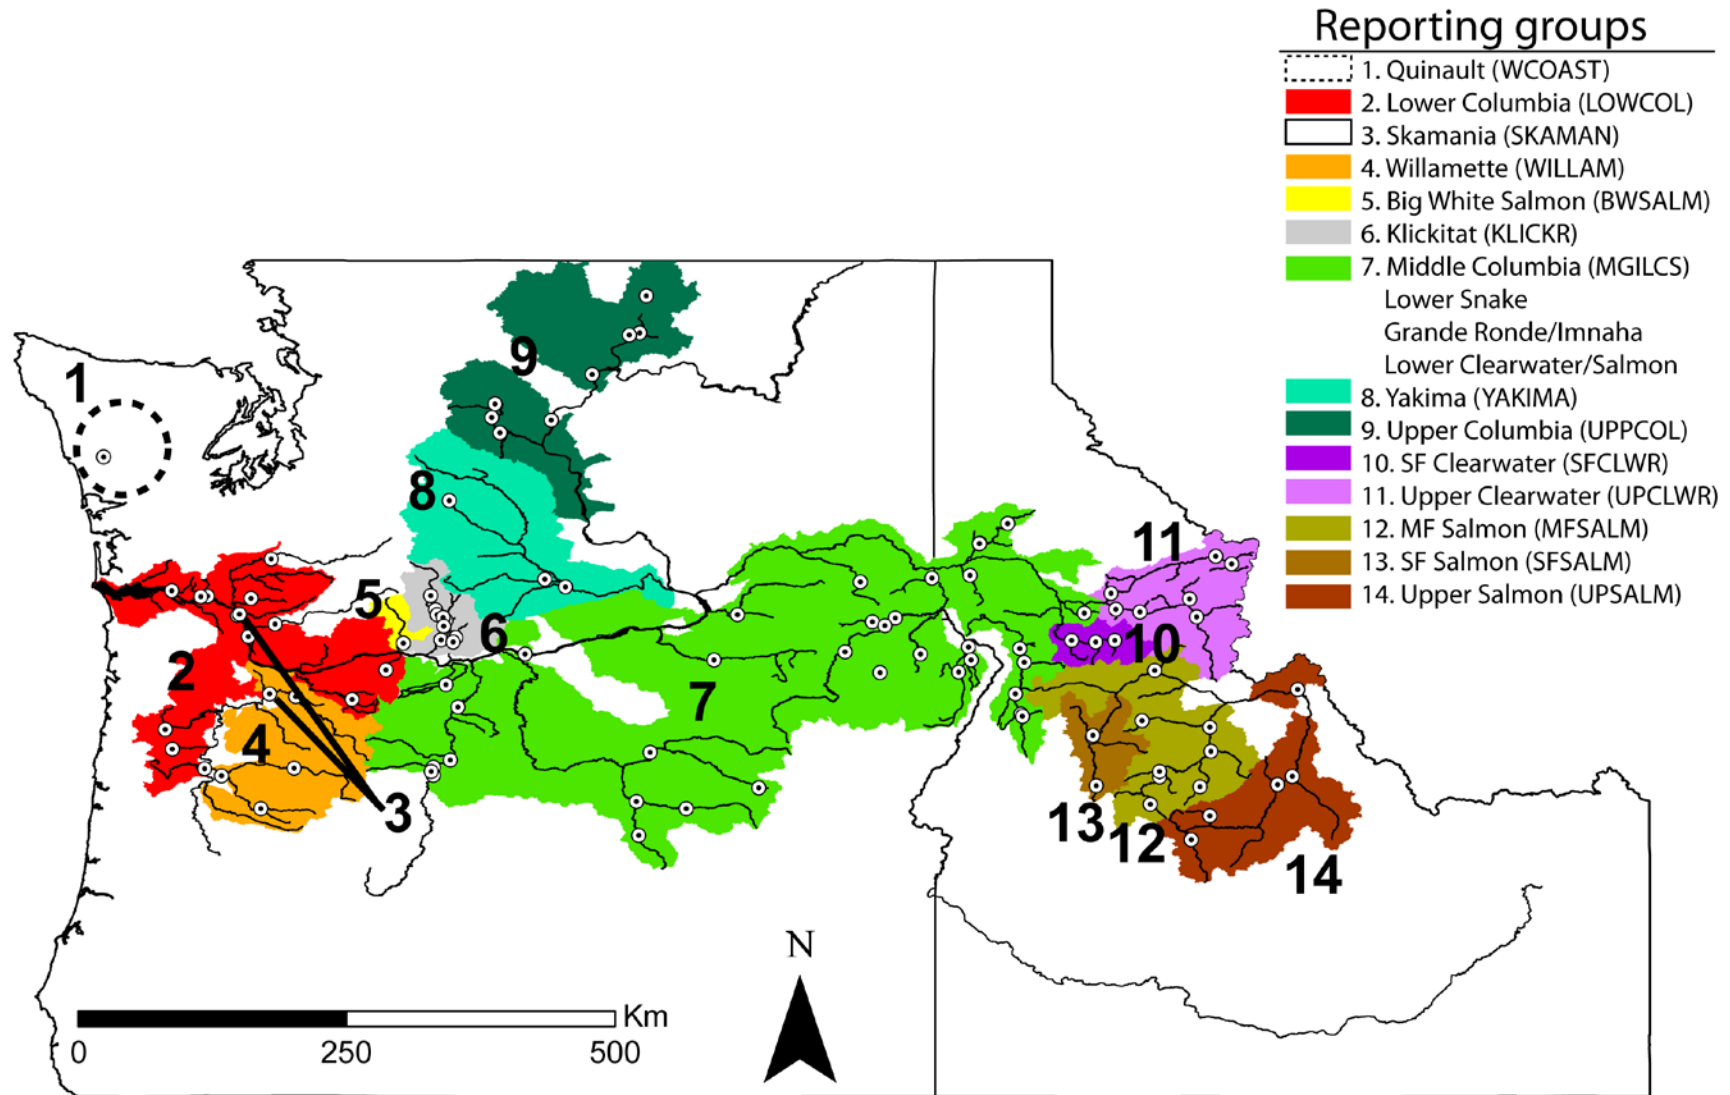 Reporting groups
1. Quinault (WCOAST)
2. Lower Columbia (LOWCOL)
3. Skamania (SKAMAN)
4. Willamette (WILLAM)
5. Big White Salmon (BWSALM)
6. Klickitat (KLICKR)
7. Middle Columbia (MGILCS)
Lower Snake
Grande Ronde/Imnaha
Lower Clearwater/Salmon
8. Yakima (YAKIMA)
9. Upper Columbia (UPPCOL)
10. SF Clearwater (SFCLWR)
11. Upper Clearwater (UPCLWR)
12. MF Salmon (MFSALM)
13. SF Salmon (SFSALM)
14. Upper Salmon (UPSALM)
1
9
8
11
5
6
10
2
7
4
3
13
12
14
N
Km
0 250 500